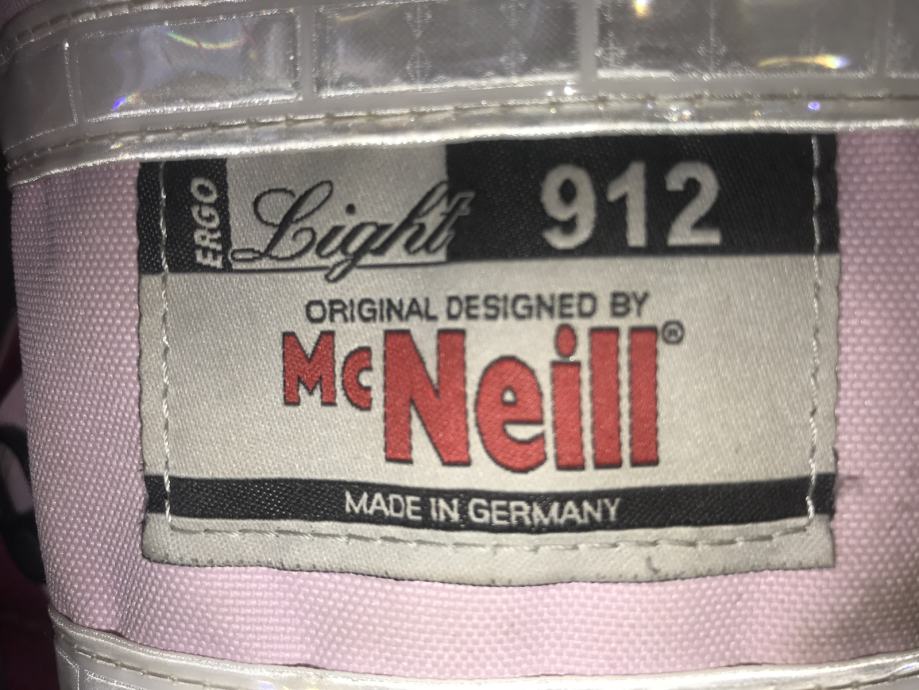 ERGO Light 912
ORIGINAL DESIGNED BY
McNeill®
MADE IN GERMANY